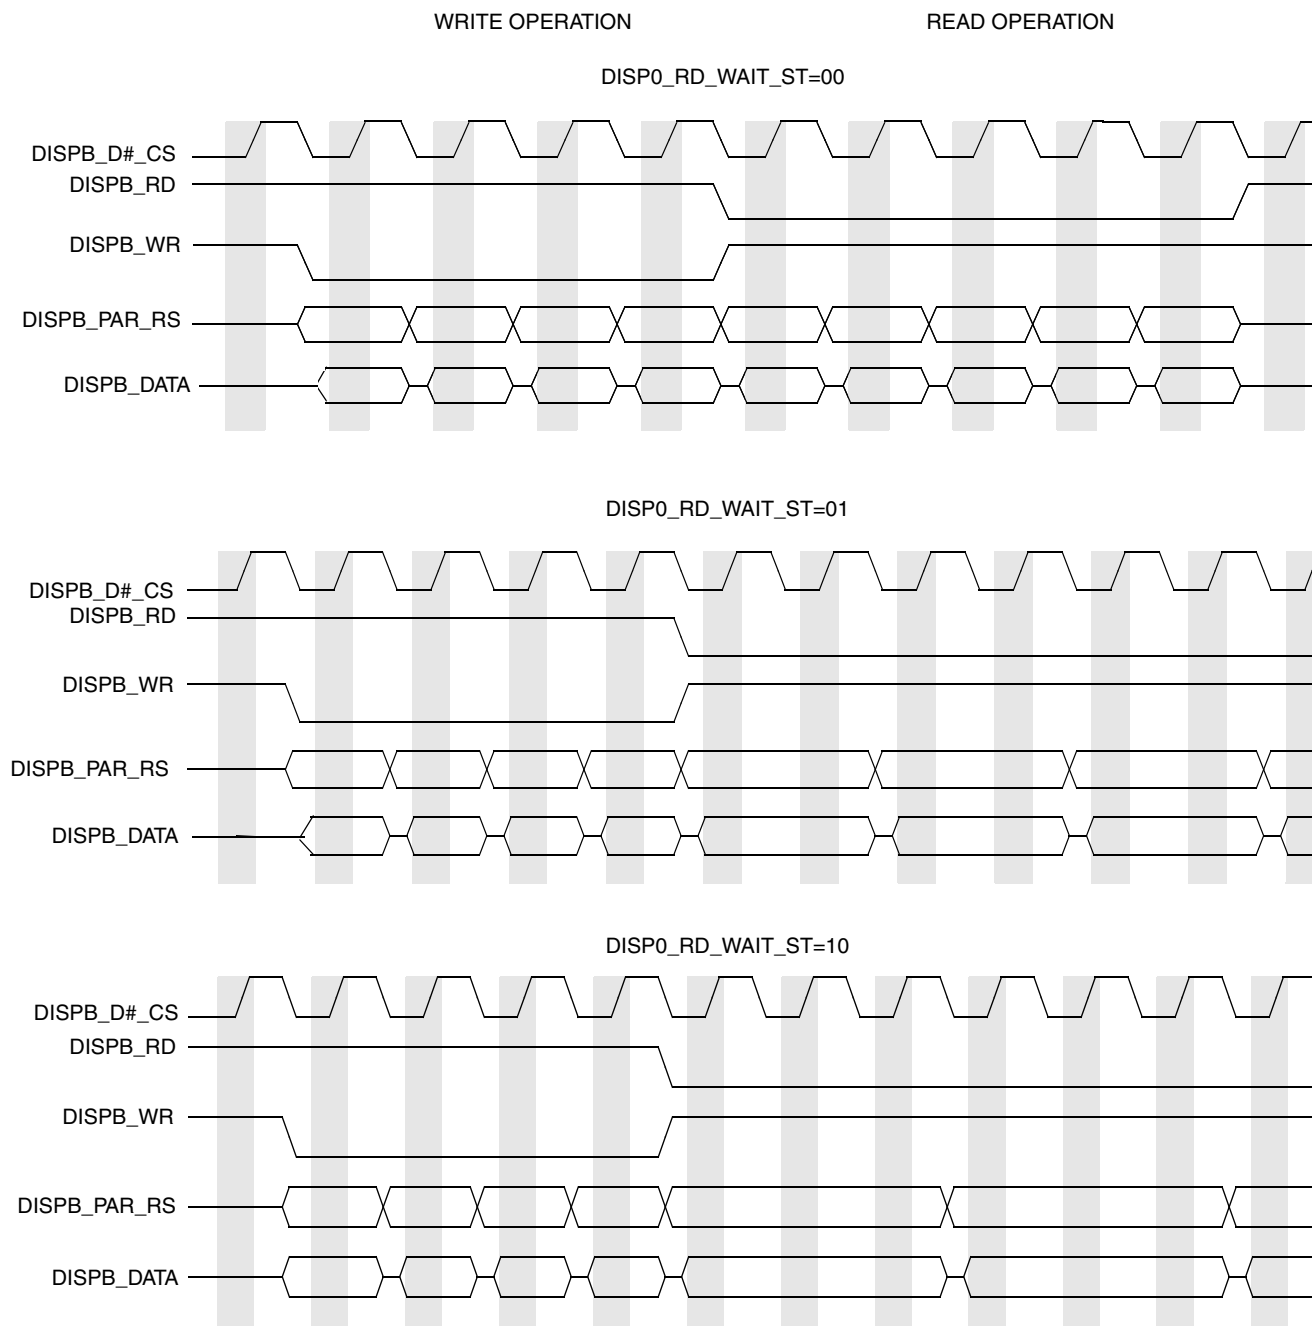 WRITE OPERATION
READ OPERATION
DISP0_RD_WAIT_ST=00
DISPB_D#_CS
DISPB_RD
DISPB_WR
DISPB_PAR_RS
DISPB_DATA
DISP0_RD_WAIT_ST=01
DISPB_D#_CS
DISPB_RD
DISPB_WR
DISPB_PAR_RS
DISPB_DATA
DISP0_RD_WAIT_ST=10
DISPB_D#_CS
DISPB_RD
DISPB_WR
DISPB_PAR_RS
DISPB_DATA